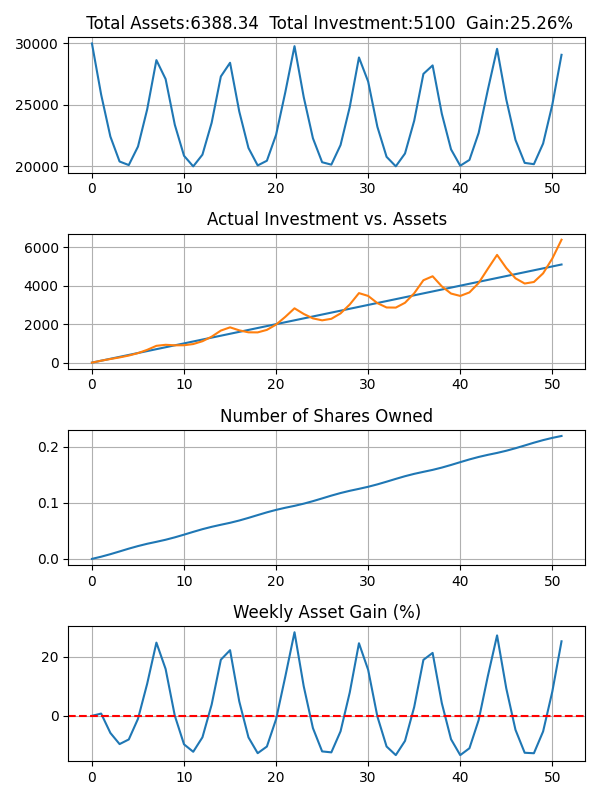 Total Assets:6388.34  Total Investment:5100  Gain:25.26%
30000
25000
20000
0 10 20 30 40 50
Actual Investment vs. Assets
6000
4000
2000
0
0 10 20 30 40 50
Number of Shares Owned
0.2
0.1
0.0
0 10 20 30 40 50
Weekly Asset Gain (%)
20
0
0 10 20 30 40 50